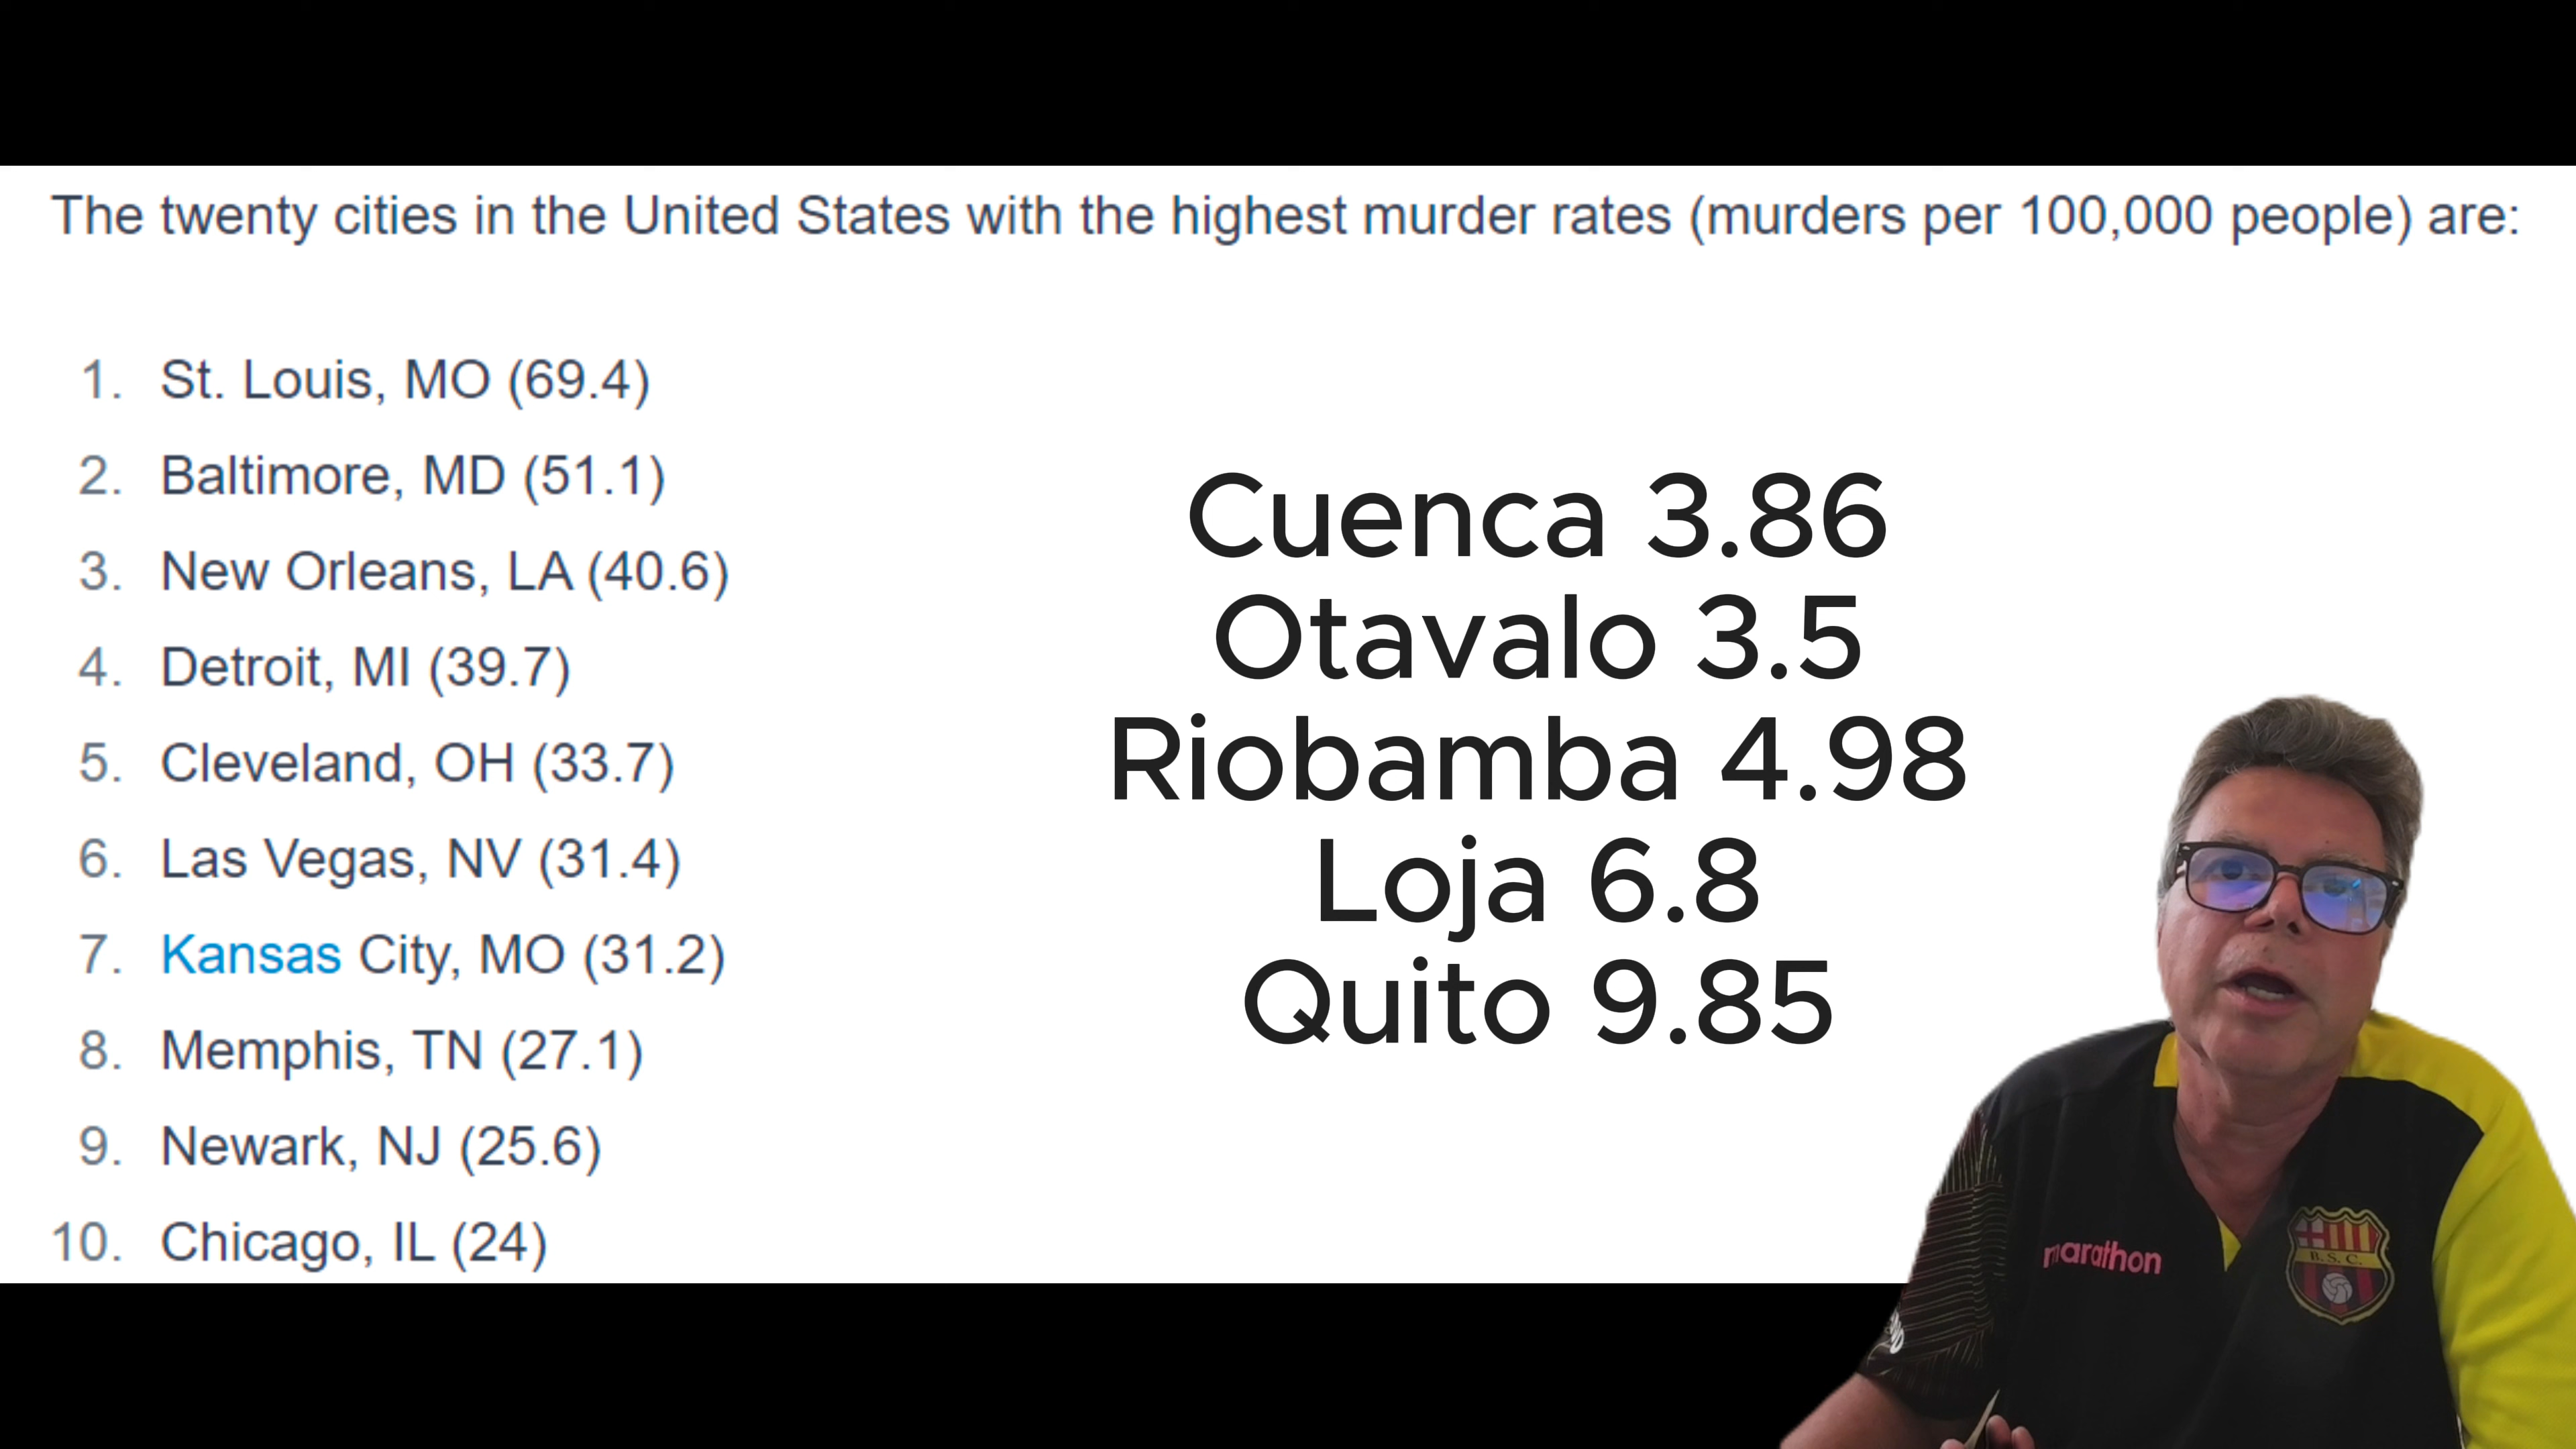 The twenty cities in the United States with the highest murder rates (murders per 100,000 people) are:
1. St. Louis, MO (69.4)
2. Baltimore, MD (51.1)
3. New Orleans, LA (40.6)
4. Detroit, MI (39.7)
5. Cleveland, OH (33.7)
6. Las Vegas, NV (31.4)
7. Kansas City, MO (31.2)
8. Memphis, TN (27.1)
9. Newark, NJ (25.6)
10. Chicago, IL (24)
Cuenca 3.86
Otavalo 3.5
Riobamba 4.98
Loja 6.8
Quito 9.85
marathon
B. S. C.